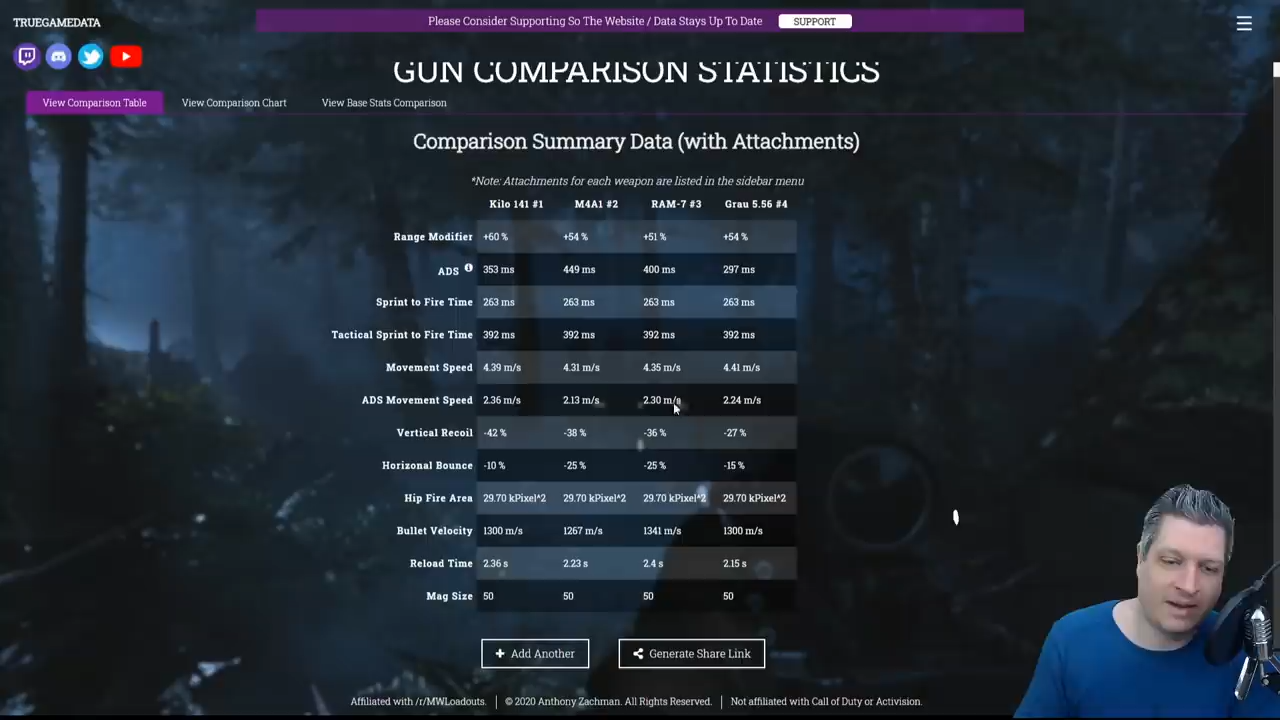 TRUEGAMEDATA
Please Consider Supporting So The Website / Data Stays Up To Date SUPPORT
GUN COMPARISON STATISTICS
View Comparison Table View Comparison Chart View Base Stats Comparison
Comparison Summary Data (with Attachments)
*Note: Attachments for each weapon are listed in the sidebar menu
Kilo 141 #1 M4A1 #2 RAM-7 #3 Grau 5.56 #4
Range Modifier +60 % +54 % +51 % +54 %
ADS 353 ms 449 ms 400 ms 297 ms
Sprint to Fire Time 263 ms 263 ms 263 ms 263 ms
Tactical Sprint to Fire Time 392 ms 392 ms 392 ms 392 ms
Movement Speed 4.39 m/s 4.31 m/s 4.35 m/s 4.41 m/s
ADS Movement Speed 2.36 m/s 2.13 m/s 2.30 m/s 2.24 m/s
Vertical Recoil -42 % -38 % -36 % -27 %
Horizonal Bounce -10 % -25 % -25 % -15 %
Hip Fire Area 29.70 kPixel^2 29.70 kPixel^2 29.70 kPixel^2 29.70 kPixel^2
Bullet Velocity 1300 m/s 1267 m/s 1341 m/s 1300 m/s
Reload Time 2.36 s 2.23 s 2.4 s 2.15 s
Mag Size 50 50 50 50
+ Add Another Generate Share Link
Affiliated with /r/MWLoadouts. | © 2020 Anthony Zachman. All Rights Reserved. | Not affiliated with Call of Duty or Activision.